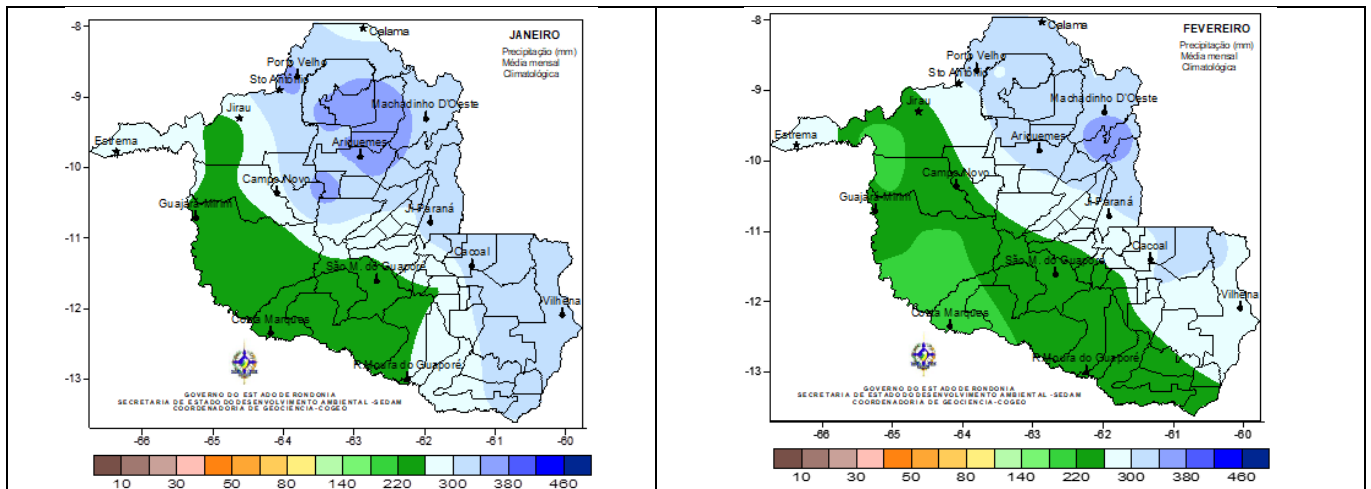 JANEIRO
Precipitação (mm)
Média mensal
Climatológica
-8
-9
-10
-11
-12
-13
Calama
Porto Velho
Sto Antônio
Jirau
Machadinho D'Oeste
Estrema
Ariquemes
Campo Novo
Guajará-Mirim
Ji Paraná
Cacoal
São M. do Guaporé
Vilhena
Costa Marques
R.Moura do Guaporé
GOVERNO DO ESTADO DE RONDONIA
SECRETARIA DE ESTADO DO DESENVOLVIMENTO AMBIENTAL -SEDAM
COORDENADORIA DE GEOCIENCIA-COGEO
-66 -65 -64 -63 -62 -61 -60
10 30 50 80 140 220 300 380 460
FEVEREIRO
Precipitação (mm)
Média mensal
Climatológica
-8
-9
-10
-11
-12
-13
Calama
Porto Velho
Sto Antônio
Jirau
Machadinho D'Oeste
Estrema
Ariquemes
Campo Novo
Guajará-Mirim
Ji Paraná
Cacoal
São M. do Guaporé
Vilhena
Costa Marques
R.Moura do Guaporé
GOVERNO DO ESTADO DE RONDONIA
SECRETARIA DE ESTADO DO DESENVOLVIMENTO AMBIENTAL -SEDAM
COORDENADORIA DE GEOCIENCIA-COGEO
-66 -65 -64 -63 -62 -61 -60
10 30 50 80 140 220 300 380 460